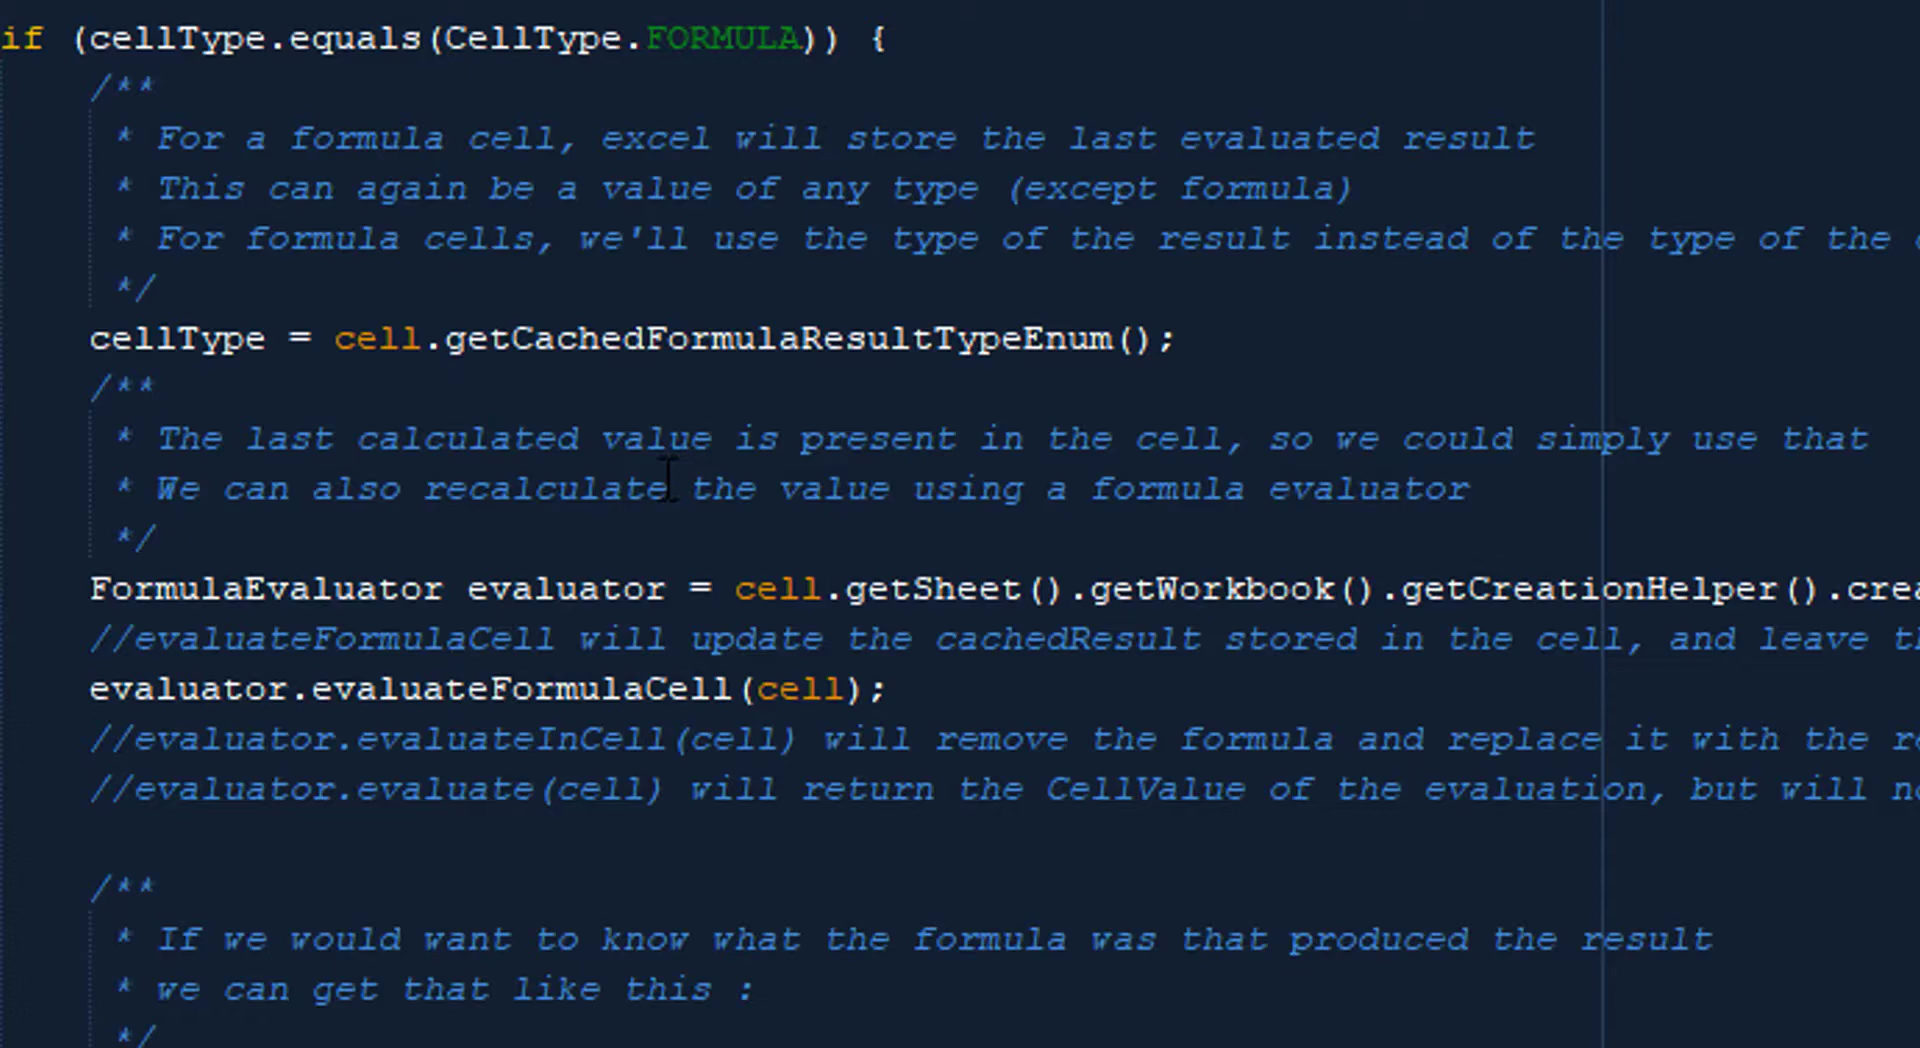 if (cellType.equals(CellType.FORMULA)) {
/**
* For a formula cell, excel will store the last evaluated result
* This can again be a value of any type (except formula)
* For formula cells, we'll use the type of the result instead of the type of the
*/
cellType = cell.getCachedFormulaResultTypeEnum();
/**
* The last calculated value is present in the cell, so we could simply use that
* We can also recalculate the value using a formula evaluator
*/
FormulaEvaluator evaluator = cell.getSheet().getWorkbook().getCreationHelper().crea
//evaluateFormulaCell will update the cachedResult stored in the cell, and leave th
evaluator.evaluateFormulaCell(cell);
//evaluator.evaluateInCell(cell) will remove the formula and replace it with the re
//evaluator.evaluate(cell) will return the CellValue of the evaluation, but will no
/**
* If we would want to know what the formula was that produced the result
* we can get that like this :
*/